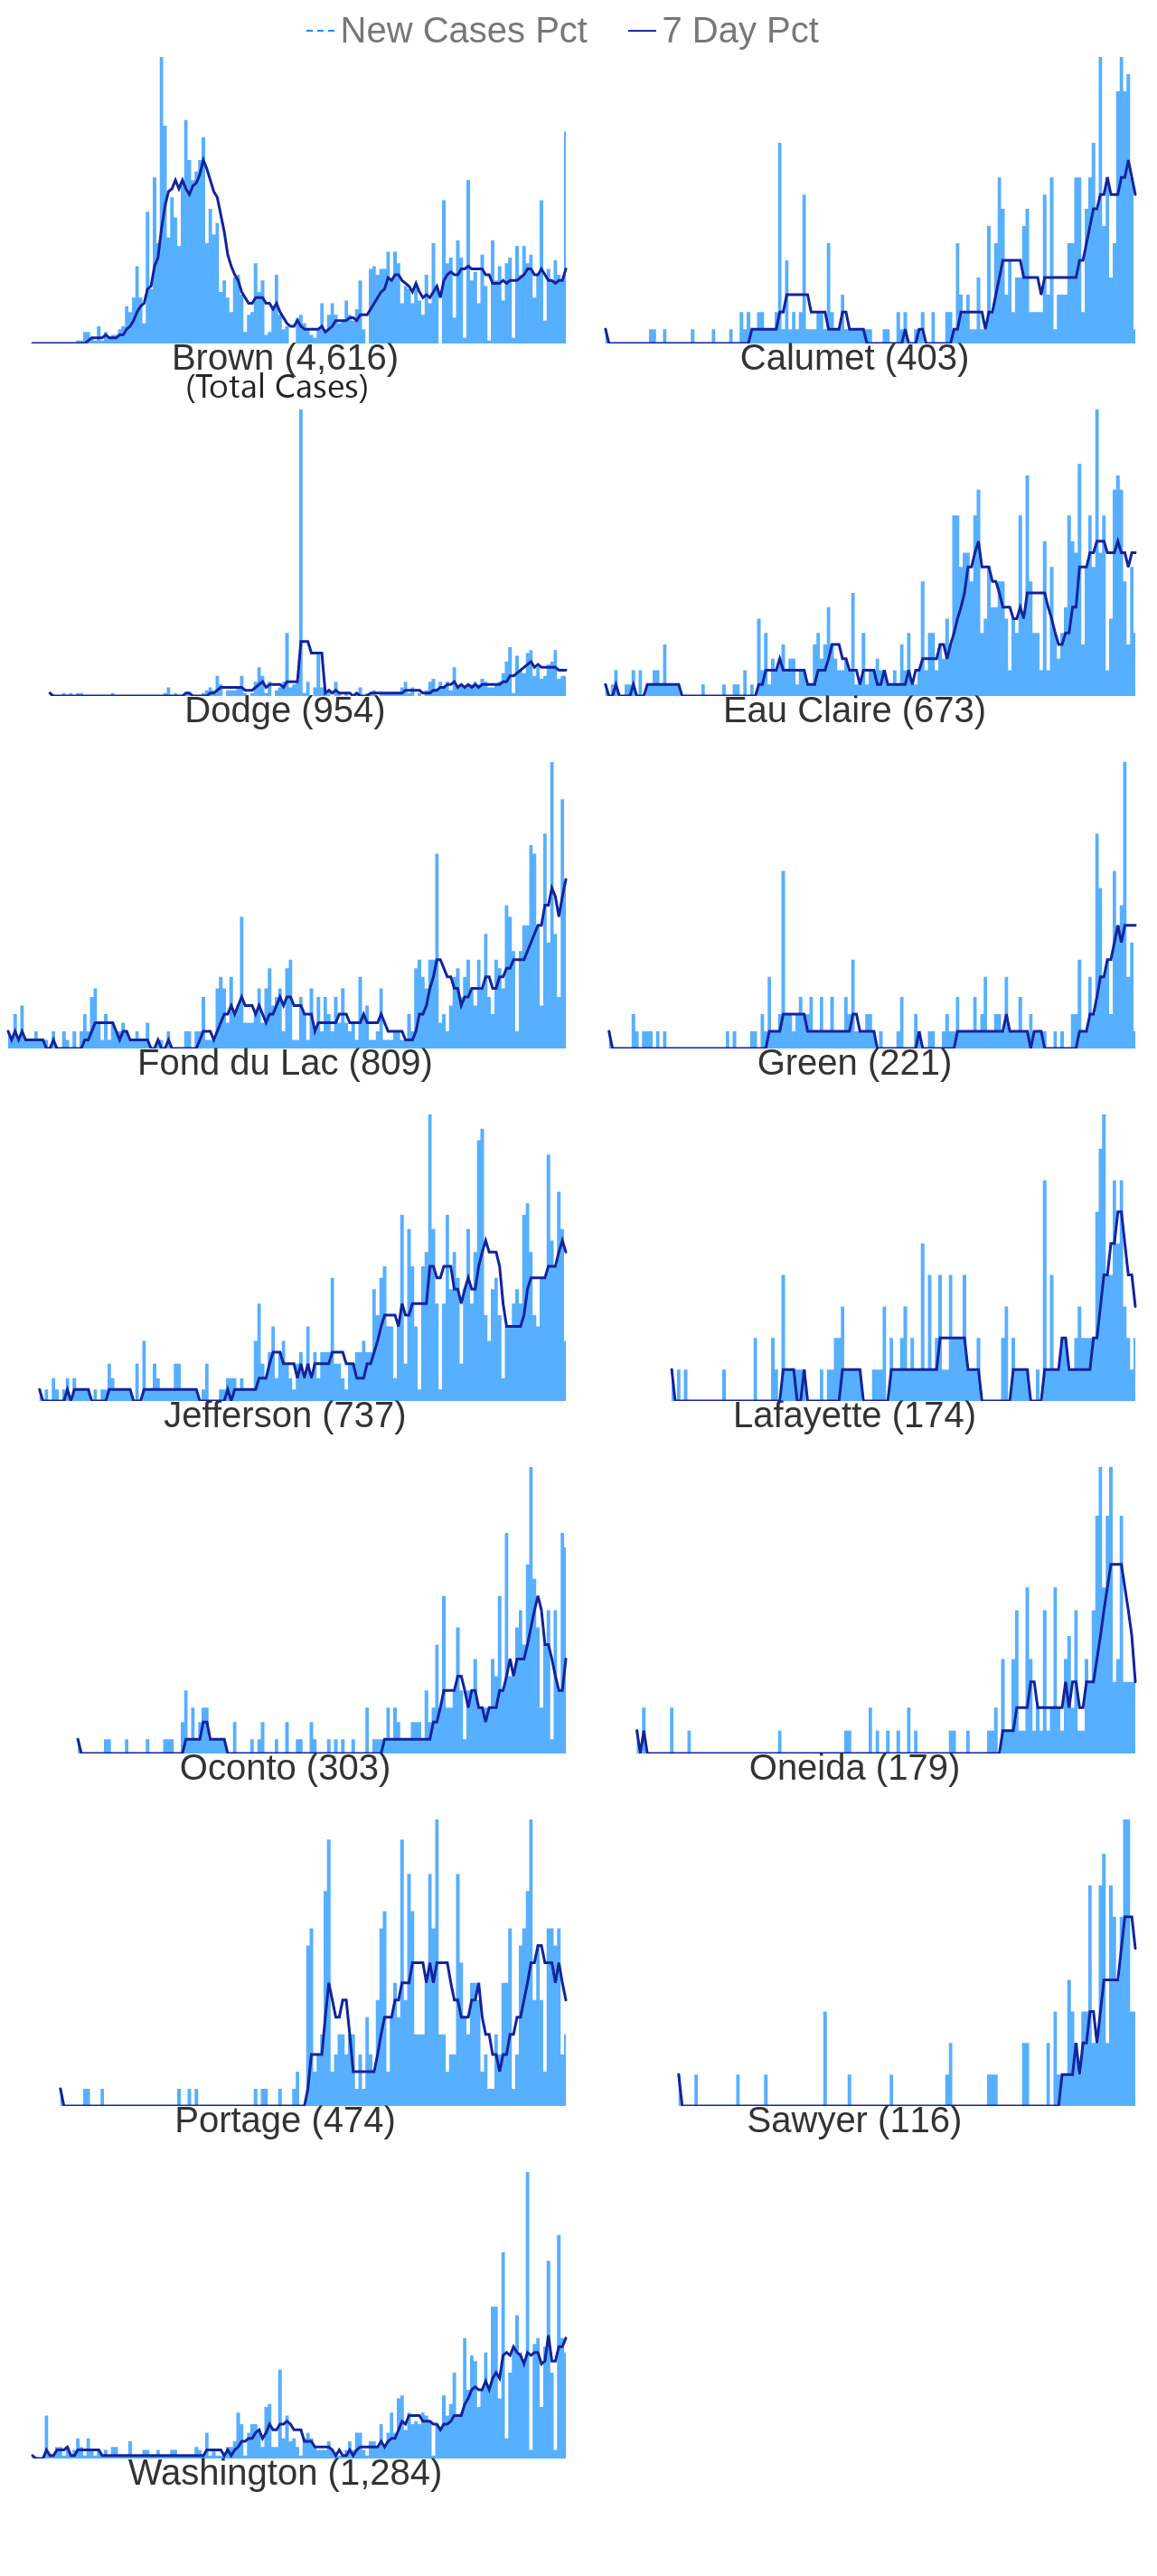 New Cases Pct 7 Day Pct
Brown (4,616) Calumet (403)
(Total Cases)
Dodge (954) Eau Claire (673)
Fond du Lac (809) Green (221)
Jefferson (737) Lafayette (174)
Oconto (303) Oneida (179)
Portage (474) Sawyer (116)
Washington (1,284)